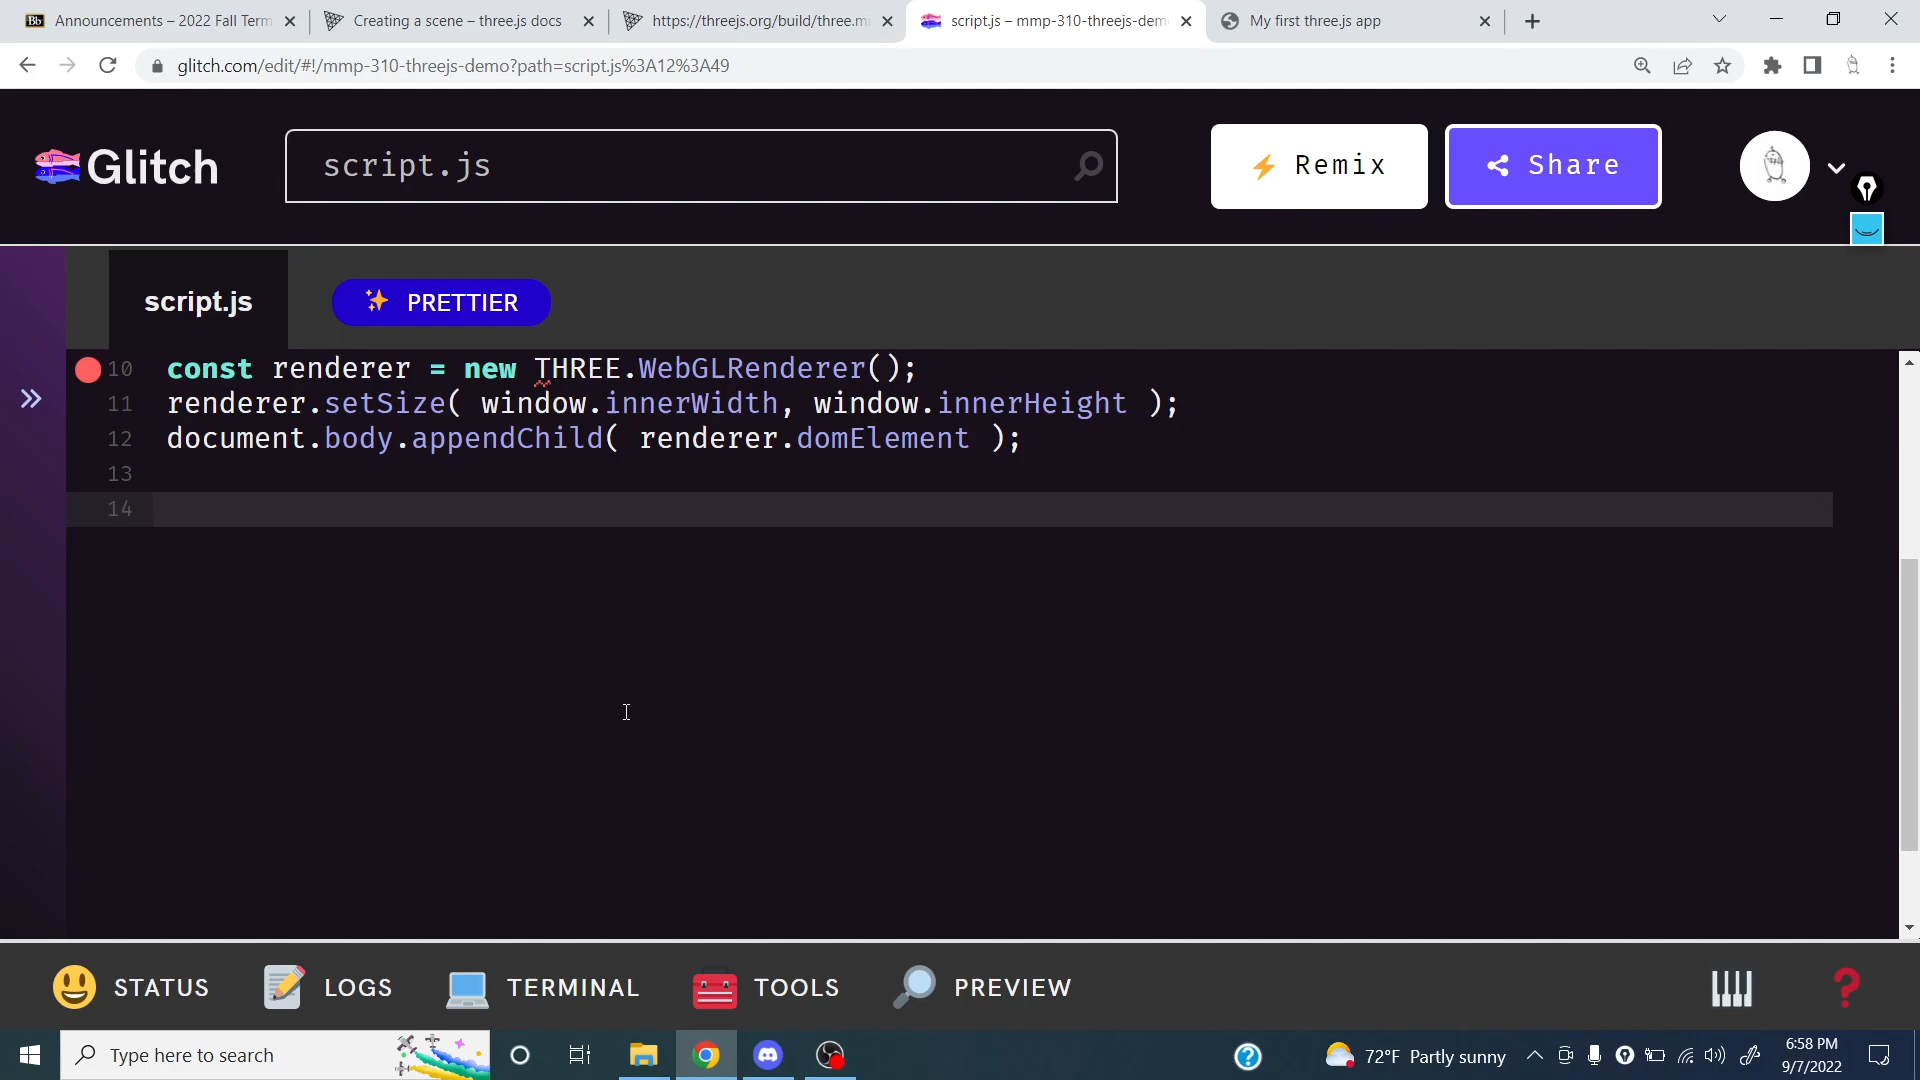 Announcements – 2022 Fall Term
Creating a scene – three.js docs
https://threejs.org/build/three.mi
script.js – mmp-310-threejs-dem
My first three.js app
glitch.com/edit/#!/mmp-310-threejs-demo?path=script.js%3A12%3A49
Glitch
script.js
Remix
Share
script.js
PRETTIER
10 const renderer = new THREE.WebGLRenderer();
11 renderer.setSize( window.innerWidth, window.innerHeight );
12 document.body.appendChild( renderer.domElement );
13
14
STATUS
LOGS
TERMINAL
TOOLS
PREVIEW
?
Type here to search
72°F Partly sunny
6:58 PM
9/7/2022